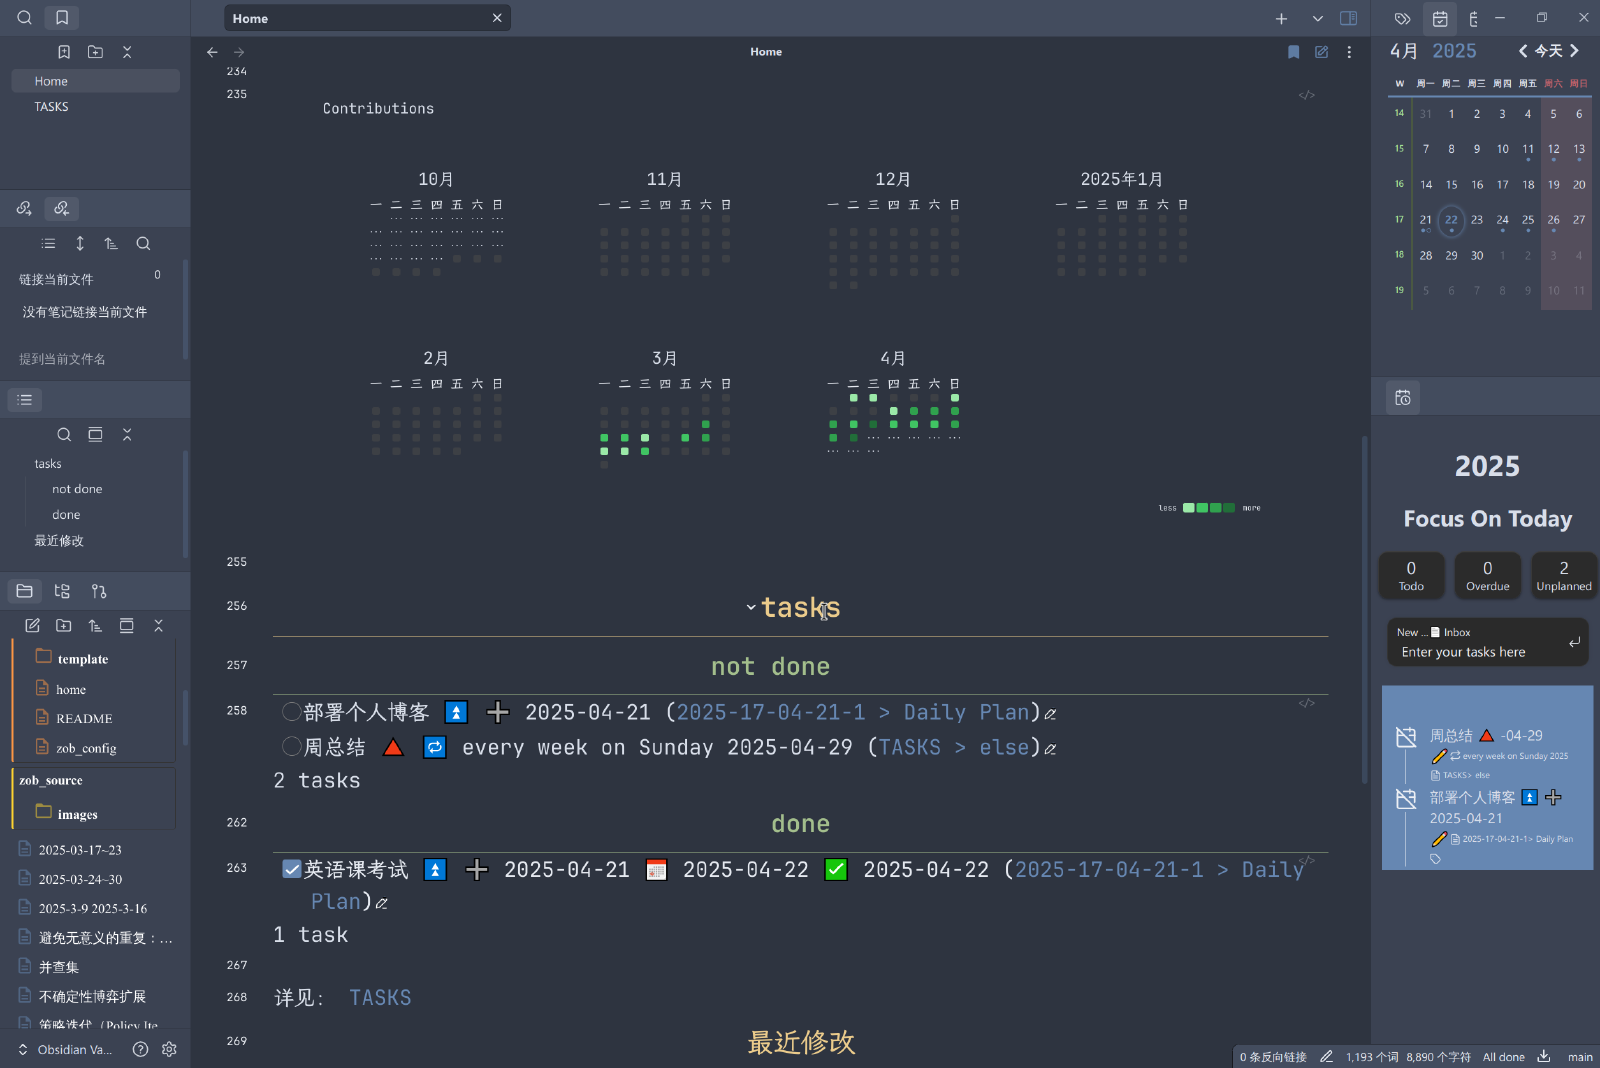 Home
Home
Home
TASKS
链接当前文件 0
没有笔记链接当前文件
提到当前文件名
tasks
not done
done
最近修改
template
home
README
zob_config
zob_source
images
2025-03-17~23
2025-03-24~30
2025-3-9 2025-3-16
避免无意义的重复：...
并查集
不确定性博弈扩展
策略迭代（Policy Ite
Obsidian Va...
234
235
Contributions
10月 11月 12月 2025年1月
一 二 三 四 五 六 日 一 二 三 四 五 六 日 一 二 三 四 五 六 日 一 二 三 四 五 六 日
2月 3月 4月
一 二 三 四 五 六 日 一 二 三 四 五 六 日 一 二 三 四 五 六 日
less more
255
256 tasks
257 not done
258 部署个人博客 ⏫ ➕ 2025-04-21 (2025-17-04-21-1 > Daily Plan)
周总结 🔺 🔁 every week on Sunday 2025-04-29 (TASKS > else)
2 tasks
262 done
263 英语课考试 ⏫ ➕ 2025-04-21 📅 2025-04-22 ✅ 2025-04-22 (2025-17-04-21-1 > Daily
Plan)
1 task
267
268 详见： TASKS
269 最近修改
4月 2025 今天
W 周一 周二 周三 周四 周五 周六 周日
14 31 1 2 3 4 5 6
15 7 8 9 10 11 12 13
16 14 15 16 17 18 19 20
17 21 22 23 24 25 26 27
18 28 29 30 1 2 3 4
19 5 6 7 8 9 10 11
2025
Focus On Today
0 0 2
Todo Overdue Unplanned
New ...📄 Inbox
Enter your tasks here
周总结 🔺 -04-29
every week on Sunday 2025
TASKS> else
部署个人博客 ⏫ ➕
2025-04-21
2025-17-04-21-1> Daily Plan
0 条反向链接 1,193 个词 8,890 个字符 All done main